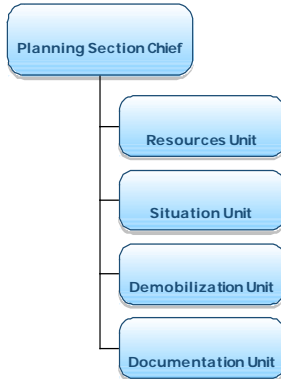 Planning Section Chief
Resources Unit
Situation Unit
Demobilization Unit
Documentation Unit